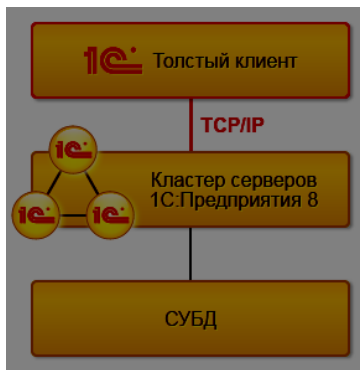 1С Толстый клиент
TCP/IP
1С
Кластер серверов
1С:Предприятия 8
1С 1С
СУБД